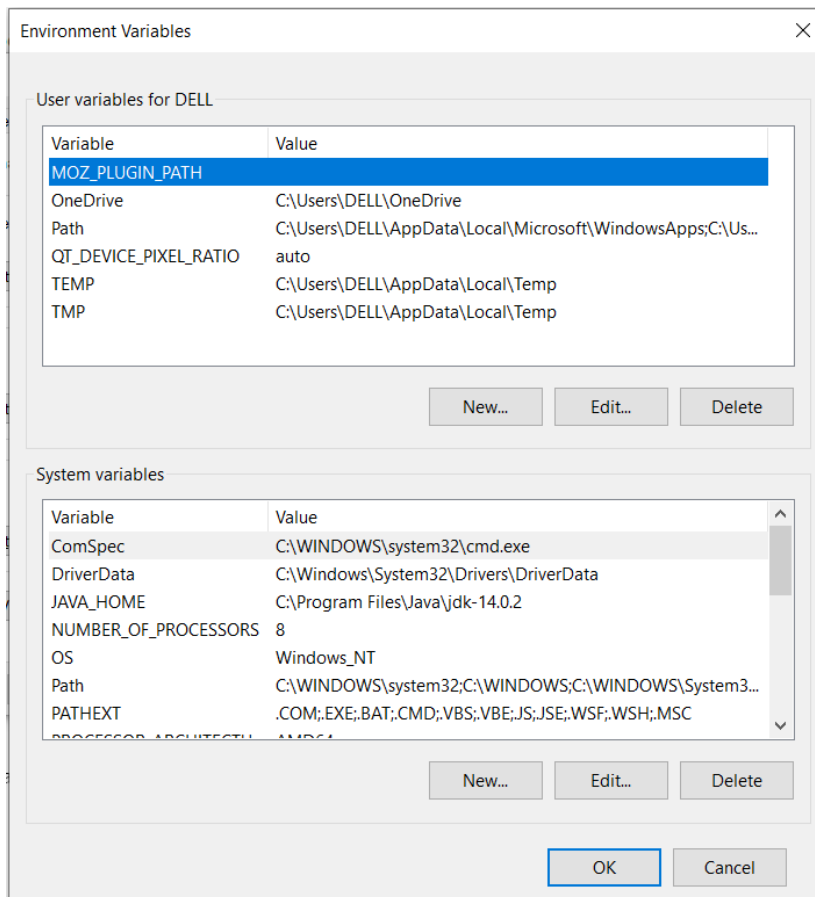 Environment Variables
User variables for DELL
Variable Value
MOZ_PLUGIN_PATH
OneDrive C:\Users\DELL\OneDrive
Path C:\Users\DELL\AppData\Local\Microsoft\WindowsApps;C:\Us...
QT_DEVICE_PIXEL_RATIO auto
TEMP C:\Users\DELL\AppData\Local\Temp
TMP C:\Users\DELL\AppData\Local\Temp
New... Edit... Delete
System variables
Variable Value
ComSpec C:\WINDOWS\system32\cmd.exe
DriverData C:\Windows\System32\Drivers\DriverData
JAVA_HOME C:\Program Files\Java\jdk-14.0.2
NUMBER_OF_PROCESSORS 8
OS Windows_NT
Path C:\WINDOWS\system32;C:\WINDOWS;C:\WINDOWS\System3...
PATHEXT .COM;.EXE;.BAT;.CMD;.VBS;.VBE;.JS;.JSE;.WSF;.WSH;.MSC
New... Edit... Delete
OK Cancel